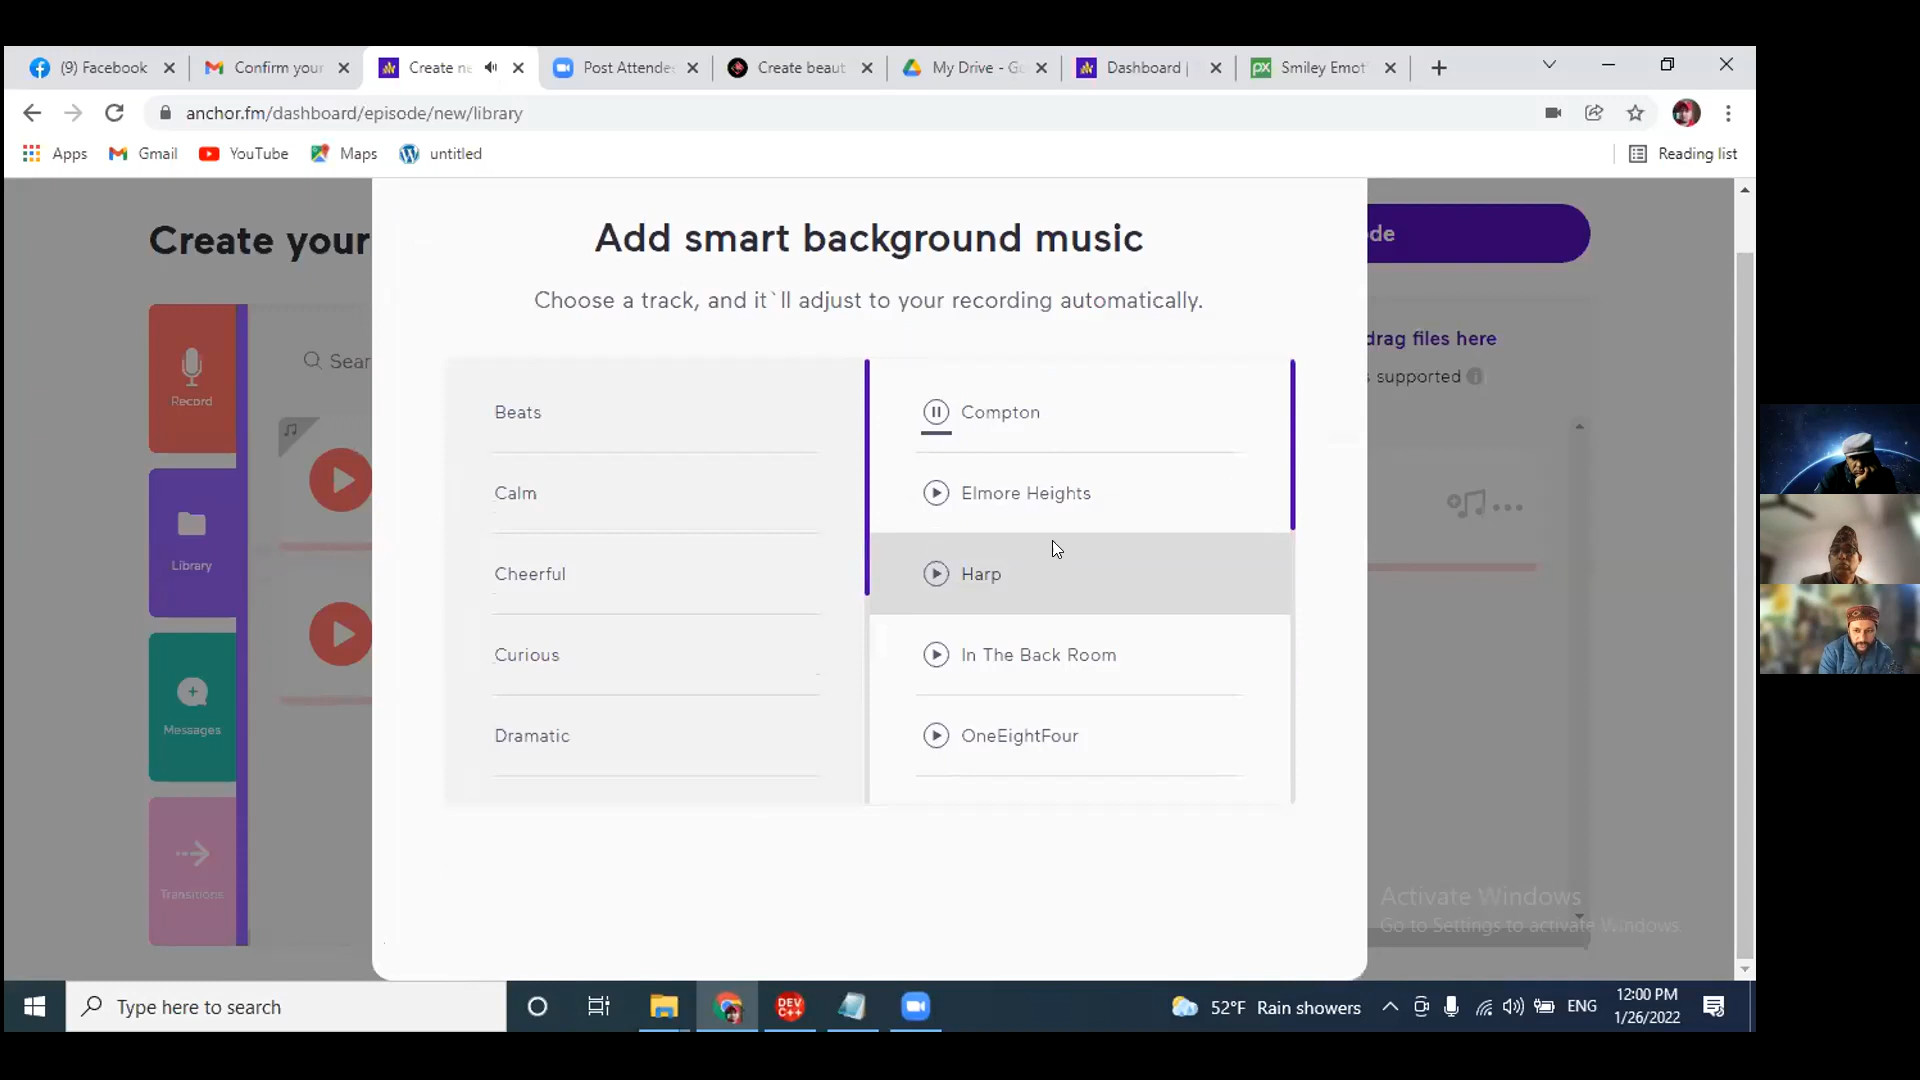 (9) Facebook
Confirm your
Create ne
Post Attende
Create beaut
My Drive - Go
Dashboard |
Smiley Emot
anchor.fm/dashboard/episode/new/library
Apps
Gmail
YouTube
Maps
untitled
Reading list
Create your
Add smart background music
Choose a track, and it`ll adjust to your recording automatically.
ode
drag files here
supported
Sear
Record
Library
Messages
Transitions
Beats
Calm
Cheerful
Curious
Dramatic
Compton
Elmore Heights
Harp
In The Back Room
OneEightFour
Activate Windows
Go to Settings to activate Windows.
Type here to search
DEV
C++
52°F Rain showers
ENG
12:00 PM
1/26/2022